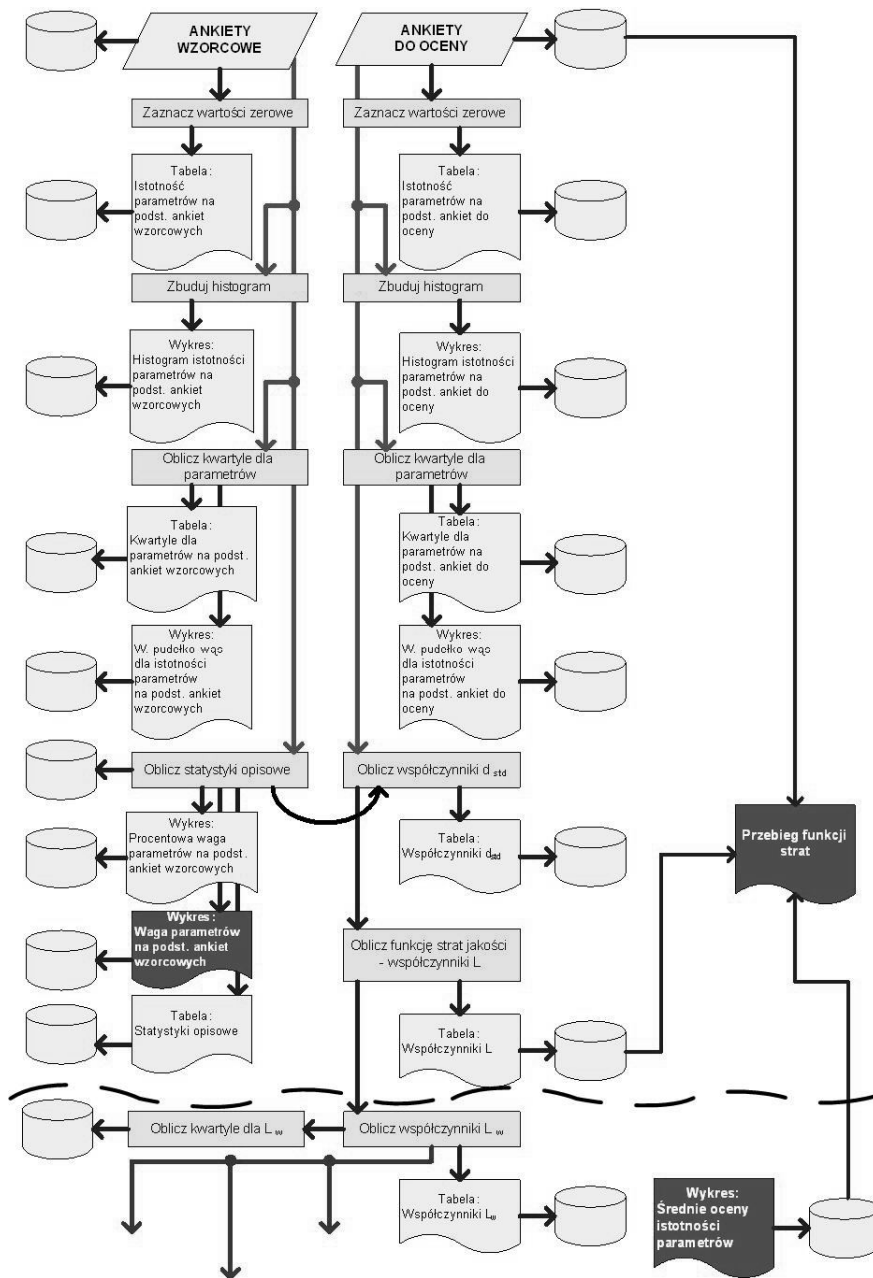 ANKIETY
WZORCOWE
ANKIETY
DO OCENY
Zaznacz wartości zerowe
Zaznacz wartości zerowe
Tabela:
Istotność
parametrów na
podst. ankiet
wzorcowych
Tabela:
Istotność
parametrów na
podst. ankiet do
oceny
Zbuduj histogram
Zbuduj histogram
Wykres:
Histogram istotności
parametrów na
podst. ankiet
wzorcowych
Wykres:
Histogram istotności
parametrów na
podst. ankiet do
oceny
Oblicz kwartyle dla
parametrów
Oblicz kwartyle dla
parametrów
Tabela:
Kwartyle dla
parametrów na podst.
ankiet wzorcowych
Tabela:
Kwartyle dla
parametrów na
podst. ankiet do
oceny
Wykres:
W. pudełko wąs
dla istotności
parametrów
na podst. ankiet
wzorcowych
Wykres:
W. pudełko wąs
dla istotności
parametrów
na podst. ankiet do
oceny
Oblicz statystyki opisowe
Oblicz współczynniki d std
Wykres:
Procentowa waga
parametrów na podst.
ankiet wzorcowych
Tabela:
Współczynniki dstd
Przebieg funkcji
strat
Wykres:
Waga parametrów
na podst. ankiet
wzorcowych
Oblicz funkcję strat jakości
- współczynniki L
Tabela:
Statystyki opisowe
Tabela:
Współczynniki L
Oblicz kwartyle dla L w
Oblicz współczynniki L w
Tabela:
Współczynniki Lw
Wykres:
Średnie oceny
istotności
parametrów